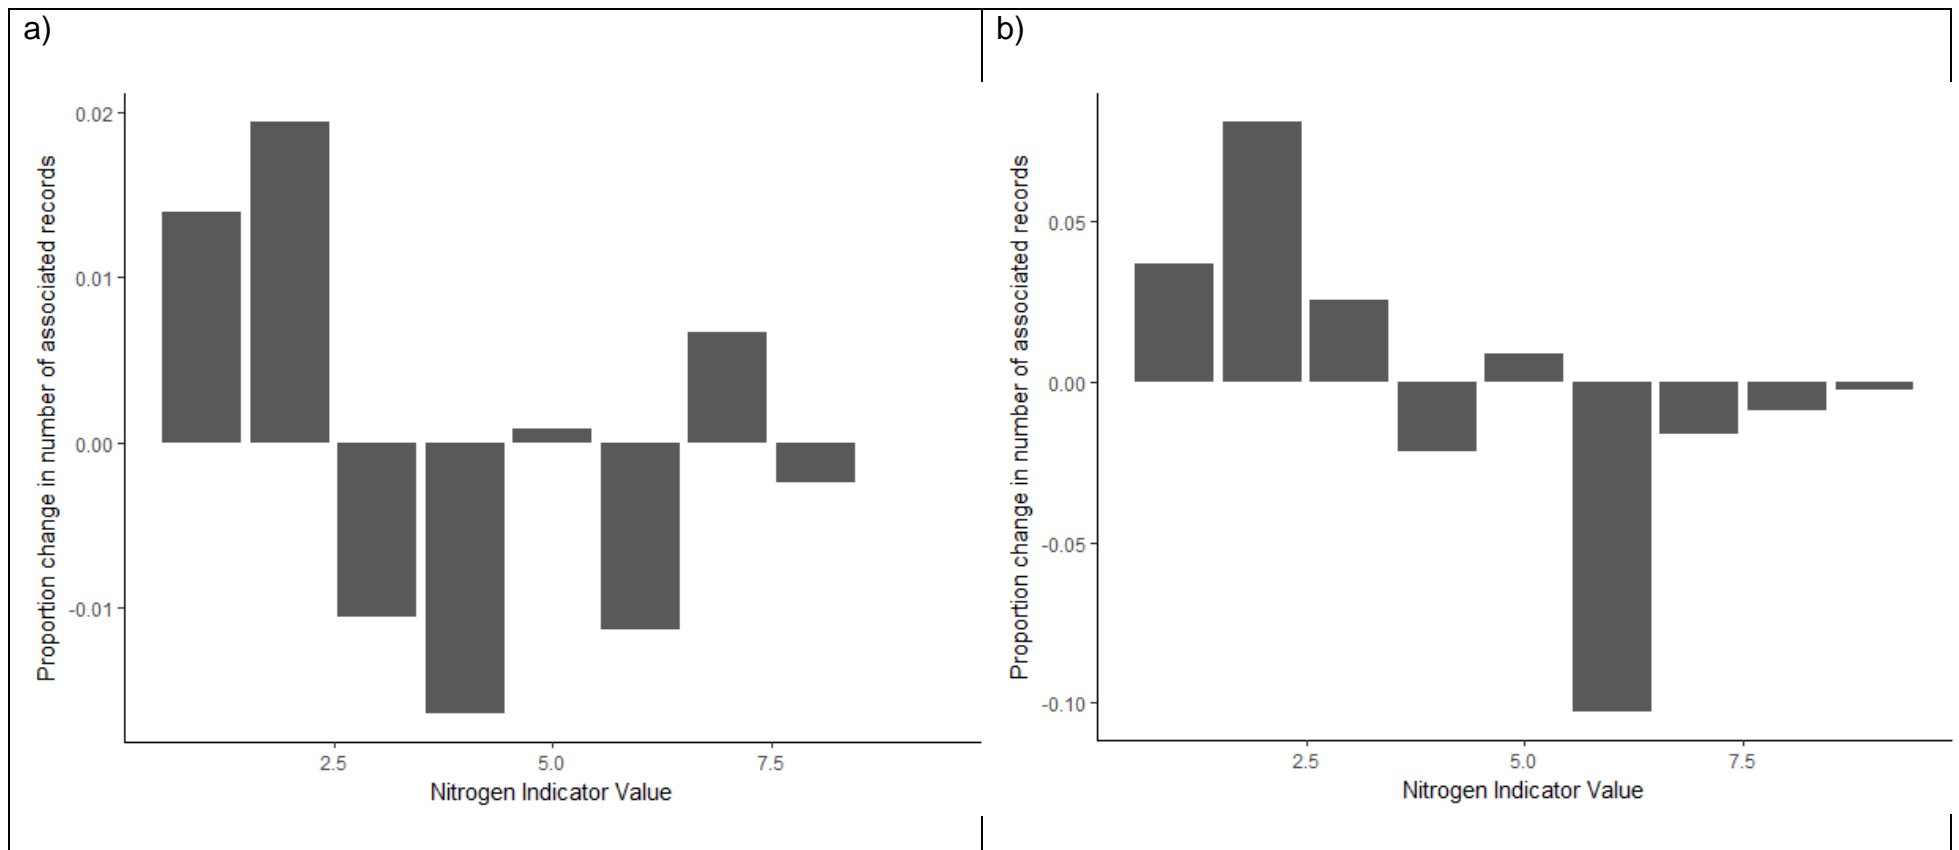 a)
Proportion change in number of associated records
0.02
0.01
0.00
-0.01
2.5 5.0 7.5
Nitrogen Indicator Value
b)
Proportion change in number of associated records
0.05
0.00
-0.05
-0.10
2.5 5.0 7.5
Nitrogen Indicator Value